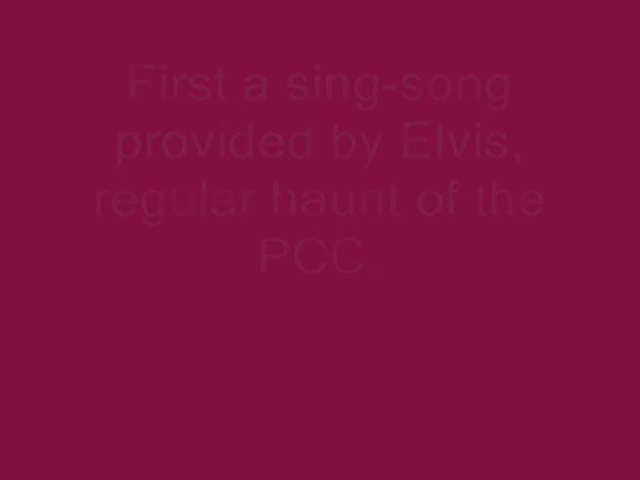 First a sing-song
provided by Elvis,
regular haunt of the
PCC.